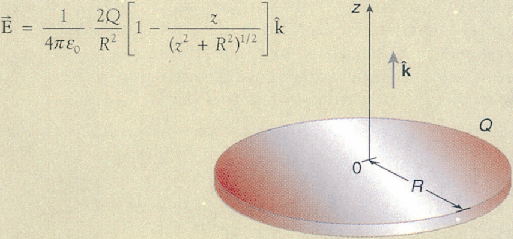 E⃗ = 1/(4πε₀) 2Q/R² [1 - z/(z² + R²)^(1/2)] k̂
z
k̂
Q
0
R